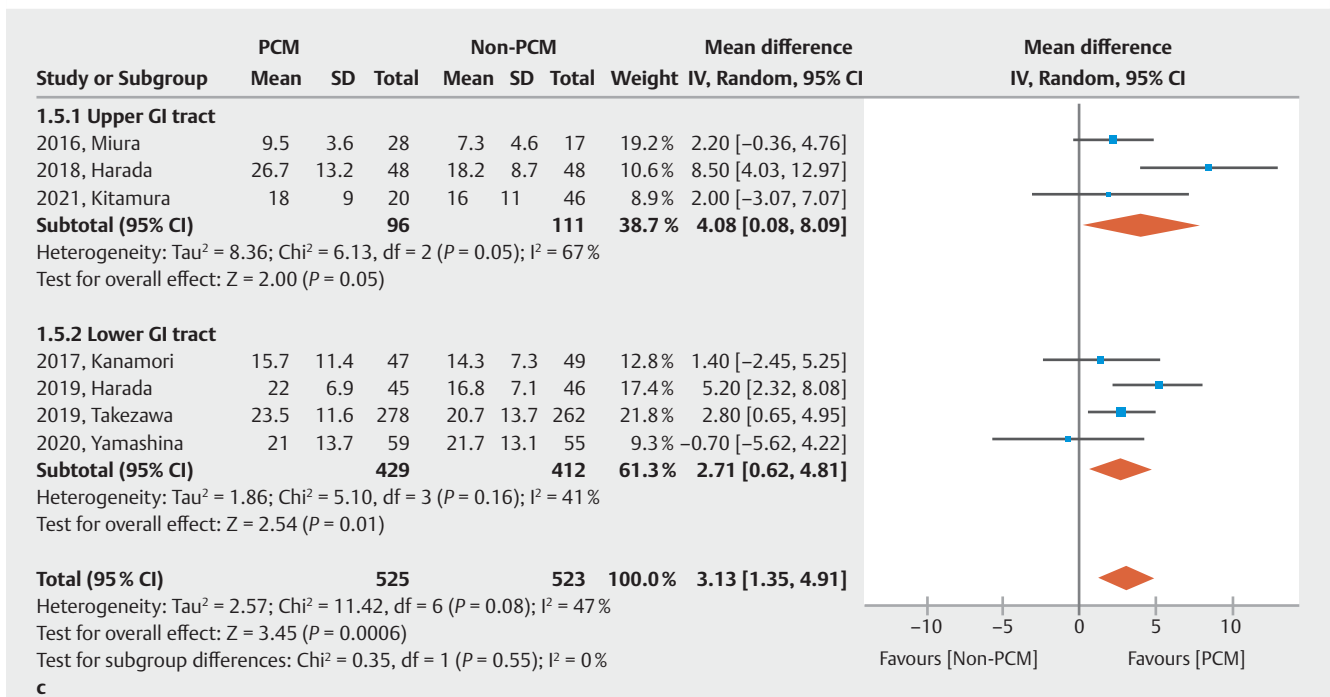 PCM Non-PCM Mean difference Mean difference
Study or Subgroup Mean SD Total Mean SD Total Weight IV, Random, 95% CI IV, Random, 95% CI
1.5.1 Upper GI tract
2016, Miura 9.5 3.6 28 7.3 4.6 17 19.2% 2.20 [−0.36, 4.76]
2018, Harada 26.7 13.2 48 18.2 8.7 48 10.6% 8.50 [4.03, 12.97]
2021, Kitamura 18 9 20 16 11 46 8.9% 2.00 [−3.07, 7.07]
Subtotal (95% CI) 96 111 38.7% 4.08 [0.08, 8.09]
Heterogeneity: Tau² = 8.36; Chi² = 6.13, df = 2 (P = 0.05); I² = 67%
Test for overall effect: Z = 2.00 (P = 0.05)
1.5.2 Lower GI tract
2017, Kanamori 15.7 11.4 47 14.3 7.3 49 12.8% 1.40 [−2.45, 5.25]
2019, Harada 22 6.9 45 16.8 7.1 46 17.4% 5.20 [2.32, 8.08]
2019, Takezawa 23.5 11.6 278 20.7 13.7 262 21.8% 2.80 [0.65, 4.95]
2020, Yamashina 21 13.7 59 21.7 13.1 55 9.3% −0.70 [−5.62, 4.22]
Subtotal (95% CI) 429 412 61.3% 2.71 [0.62, 4.81]
Heterogeneity: Tau² = 1.86; Chi² = 5.10, df = 3 (P = 0.16); I² = 41%
Test for overall effect: Z = 2.54 (P = 0.01)
Total (95% CI) 525 523 100.0% 3.13 [1.35, 4.91]
Heterogeneity: Tau² = 2.57; Chi² = 11.42, df = 6 (P = 0.08); I² = 47%
Test for overall effect: Z = 3.45 (P = 0.0006)
Test for subgroup differences: Chi² = 0.35, df = 1 (P = 0.55); I² = 0%
−10 −5 0 5 10
Favours [Non-PCM] Favours [PCM]
c